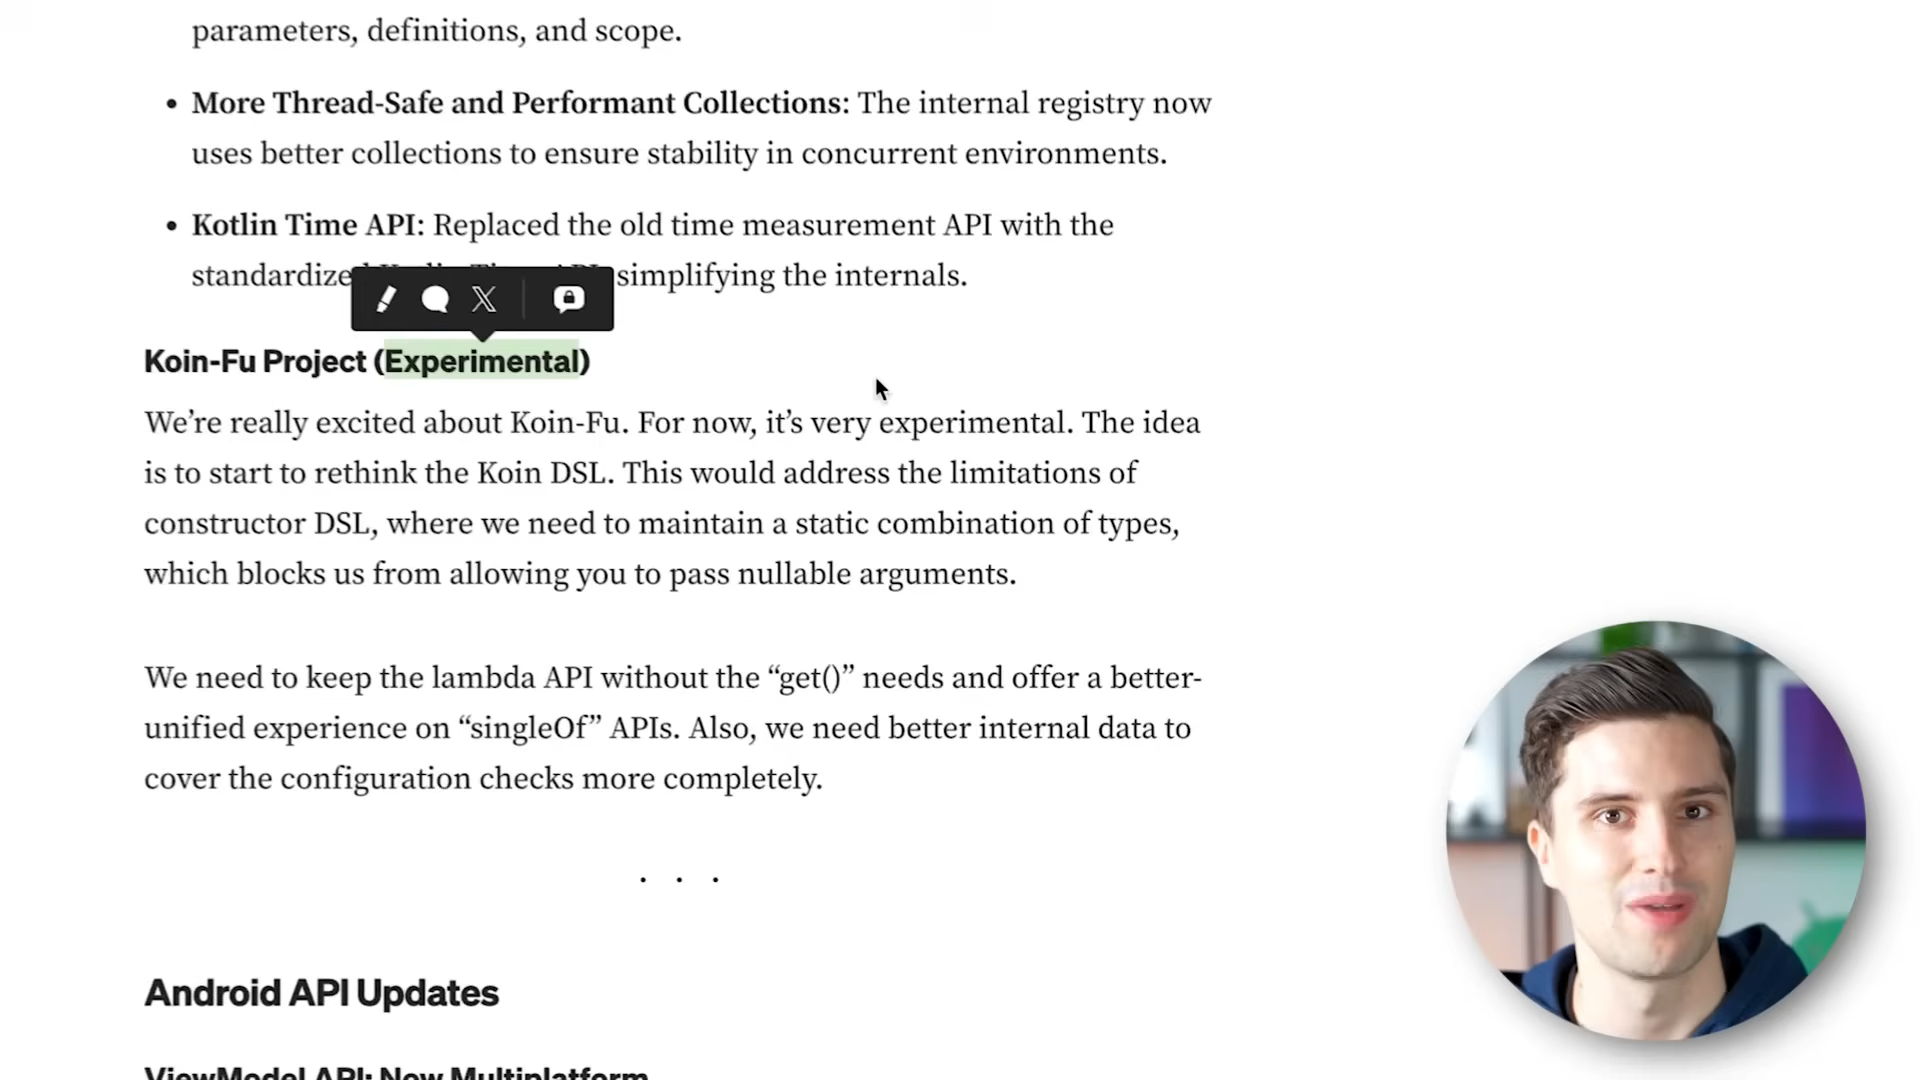 parameters, definitions, and scope.
• More Thread-Safe and Performant Collections: The internal registry now
uses better collections to ensure stability in concurrent environments.
• Kotlin Time API: Replaced the old time measurement API with the
standardized simplifying the internals.
Koin-Fu Project (Experimental)
We’re really excited about Koin-Fu. For now, it’s very experimental. The idea
is to start to rethink the Koin DSL. This would address the limitations of
constructor DSL, where we need to maintain a static combination of types,
which blocks us from allowing you to pass nullable arguments.
We need to keep the lambda API without the “get()” needs and offer a better-
unified experience on “singleOf” APIs. Also, we need better internal data to
cover the configuration checks more completely.
. . .
Android API Updates
ViewModel API: Now Multiplatform